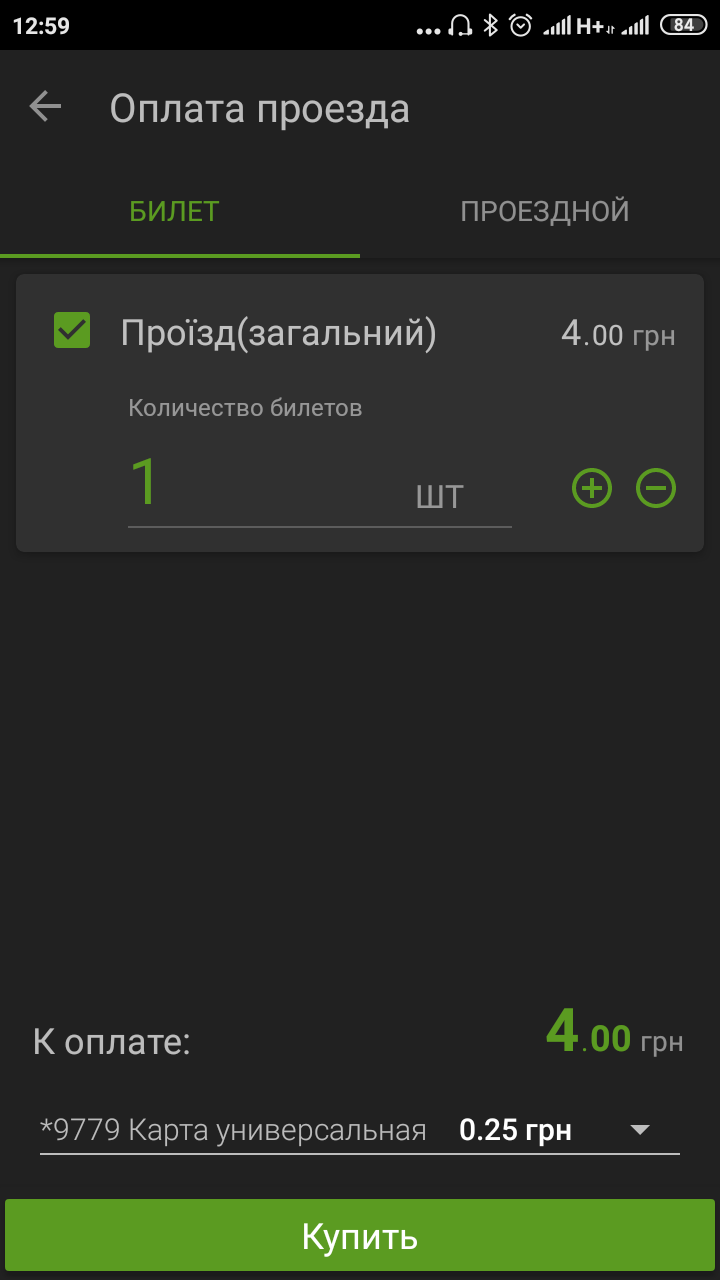 12:59
H+
84
Оплата проезда
БИЛЕТ ПРОЕЗДНОЙ
Проїзд(загальний) 4.00 грн
Количество билетов
1 шт
К оплате: 4.00 грн
*9779 Карта универсальная 0.25 грн
Купить